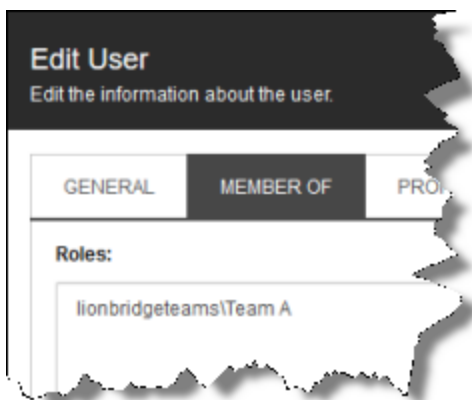 Edit User
Edit the information about the user.
GENERAL MEMBER OF
Roles:
lionbridgeteams\Team A